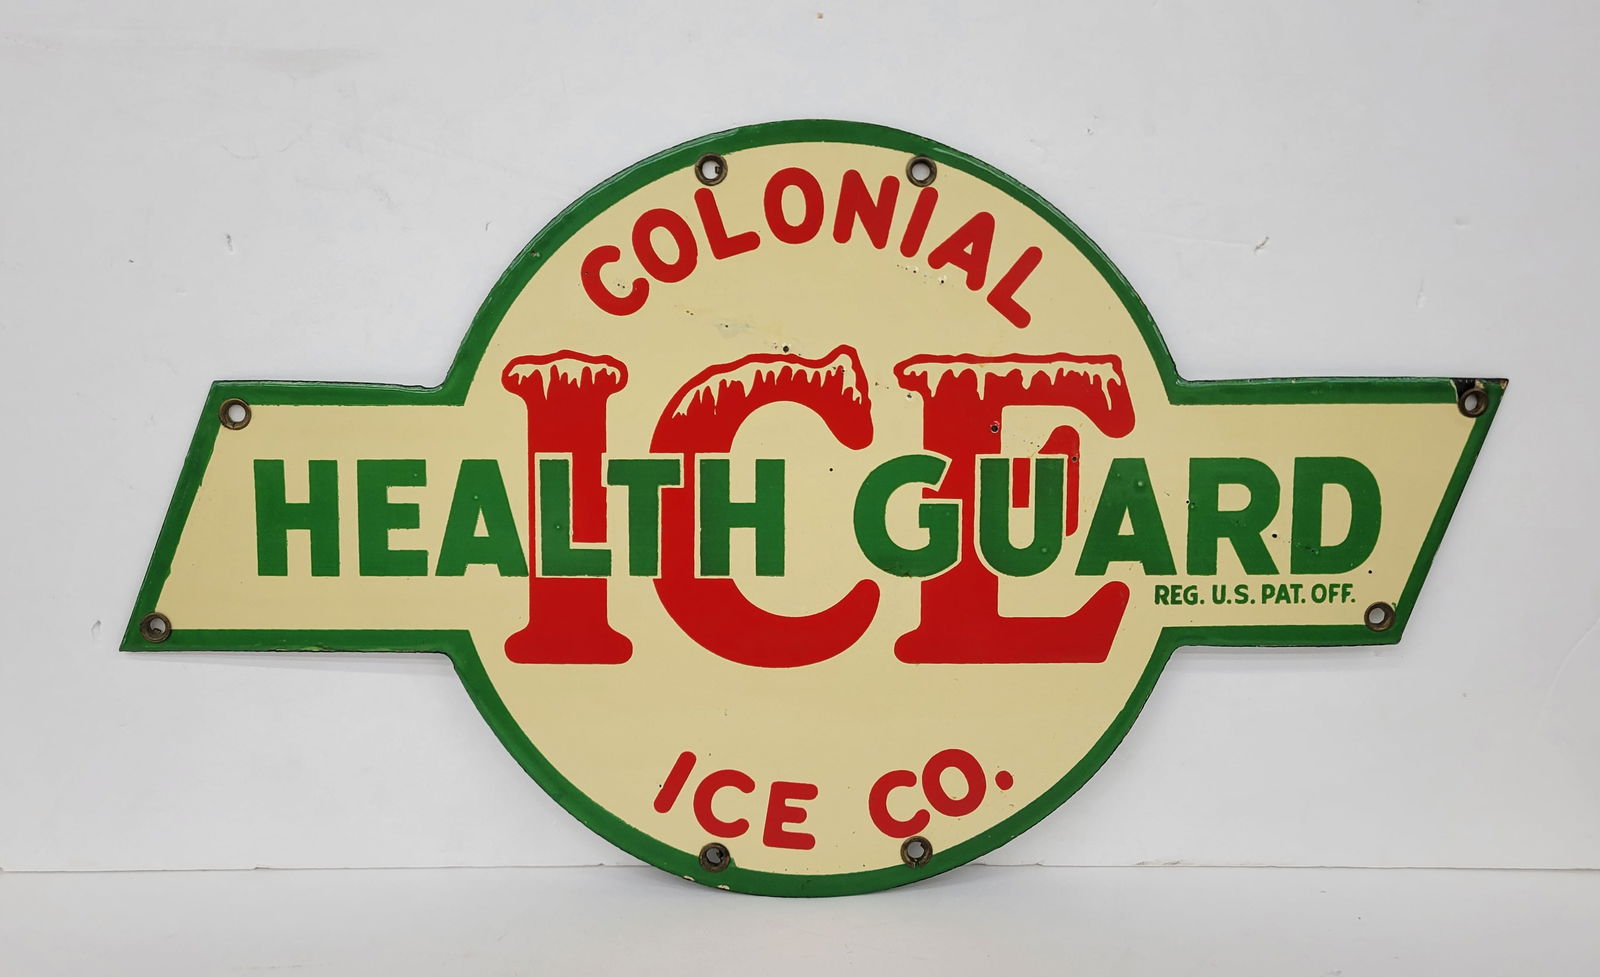 COLONIAL
ICE
HEALTH GUARD
REG. U.S. PAT. OFF.
ICE CO.